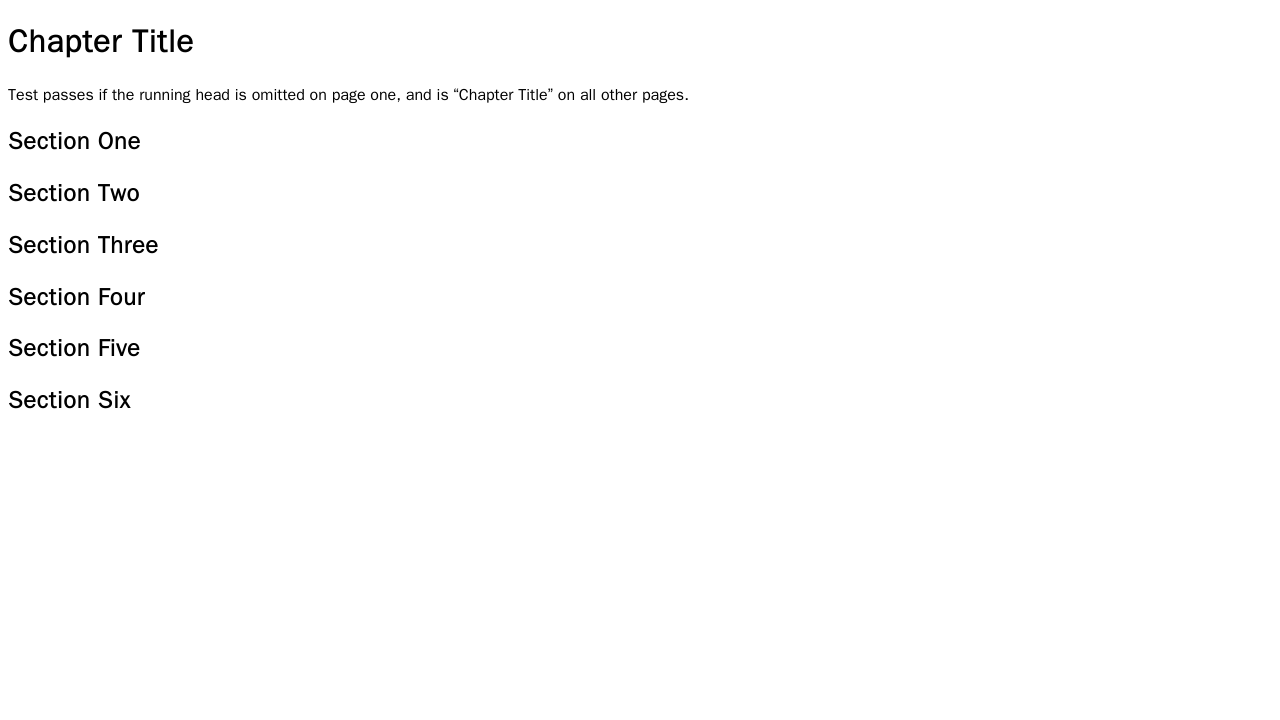 Chapter Title
Test passes if the running head is omitted on page one, and is “Chapter Title” on all other pages.
Section One
Section Two
Section Three
Section Four
Section Five
Section Six